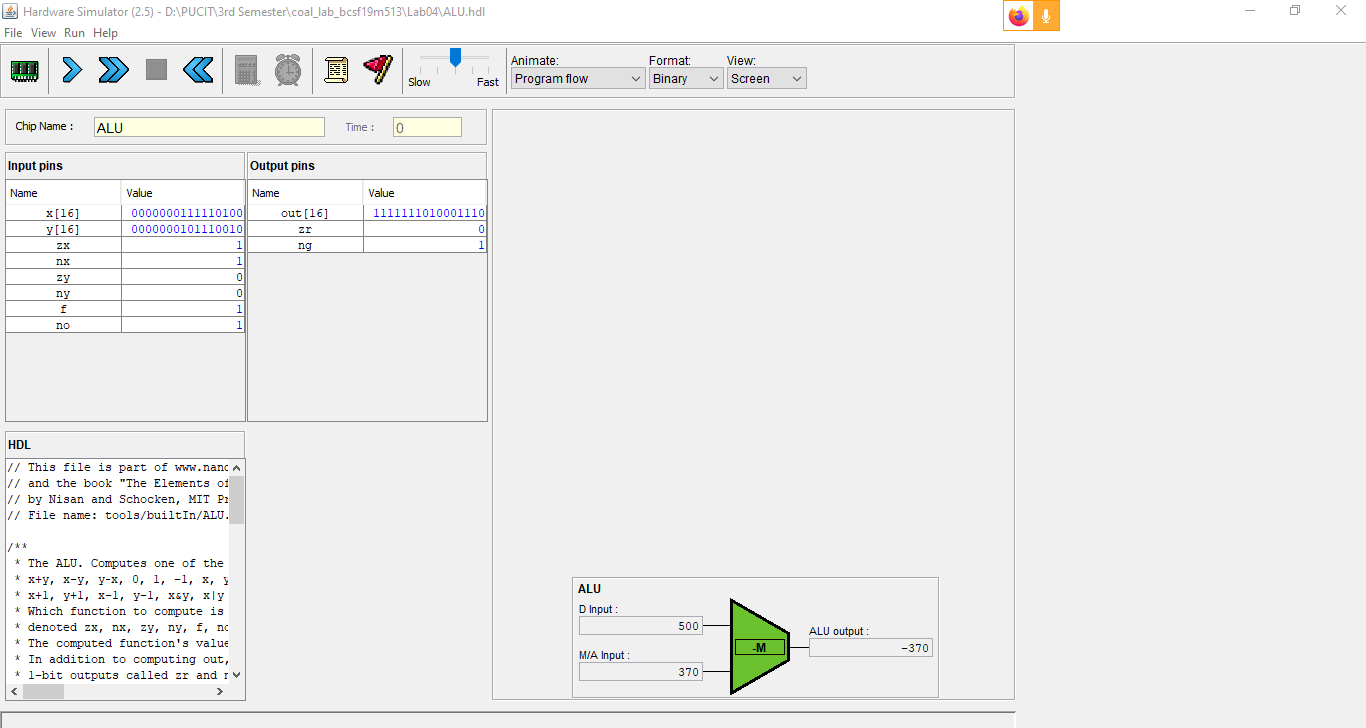 Hardware Simulator (2.5) - D:\PUCIT\3rd Semester\coal_lab_bcsf19m513\Lab04\ALU.hdl
File View Run Help
Slow Fast
Animate: Format: View:
Program flow Binary Screen
Chip Name : ALU Time : 0
Input pins
Name Value
x[16] 0000000111110100
y[16] 0000000101110010
zx 1
nx 1
zy 0
ny 0
f 1
no 1
Output pins
Name Value
out[16] 1111111010001110
zr 0
ng 1
HDL
// This file is part of www.nand
// and the book "The Elements of
// by Nisan and Schocken, MIT Pr
// File name: tools/builtIn/ALU.
/**
* The ALU. Computes one of the
* x+y, x-y, y-x, 0, 1, -1, x, y
* x+1, y+1, x-1, y-1, x&y, x|y
* Which function to compute is
* denoted zx, nx, zy, ny, f, no
* The computed function's value
* In addition to computing out,
* 1-bit outputs called zr and n
ALU
D Input :
500
M/A Input :
370
-M
ALU output :
-370